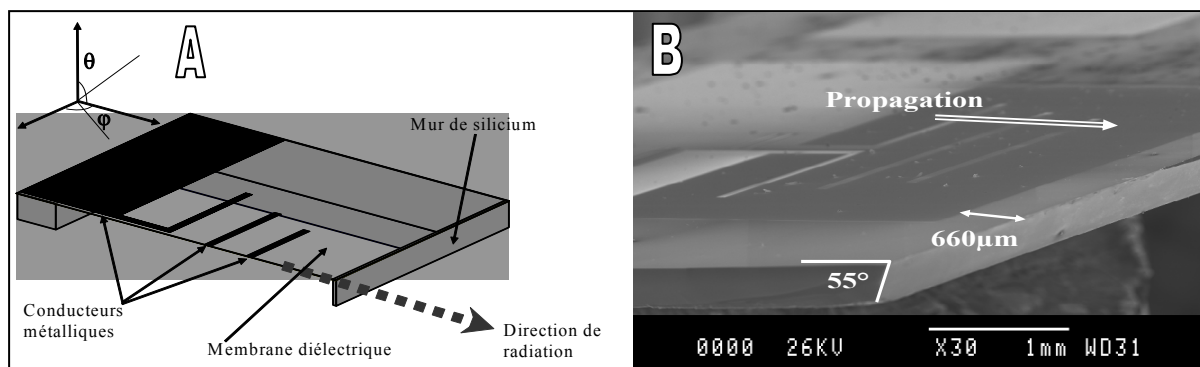 A
θ
φ
Mur de silicium
Conducteurs
métalliques
Membrane diélectrique
Direction de
radiation
B
Propagation
660µm
55°
0000 26KV X30 1mm WD31